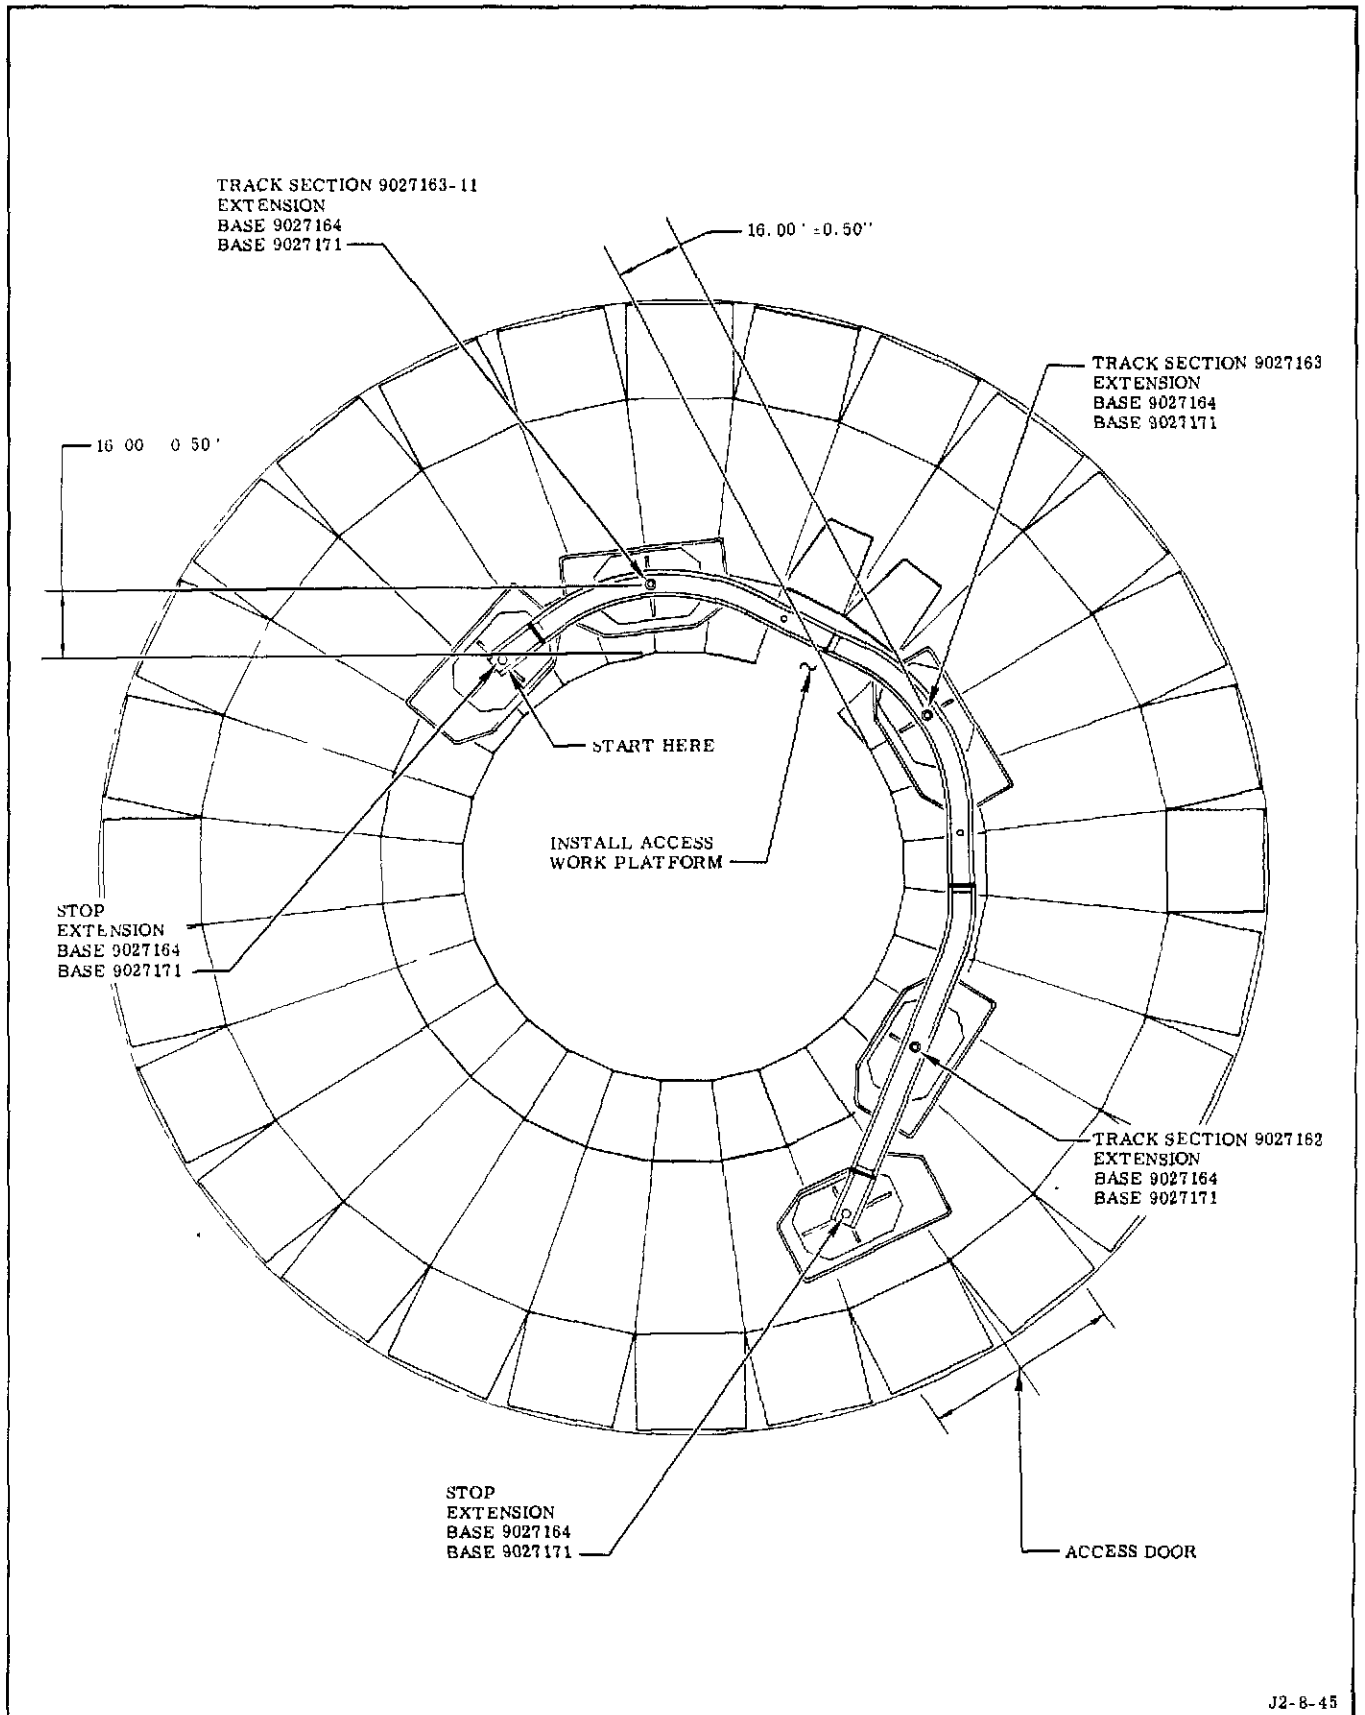 TRACK SECTION 9027163-11
EXTENSION
BASE 9027164
BASE 9027171
16.00 ' ±0.50''
TRACK SECTION 9027163
EXTENSION
BASE 9027164
BASE 9027171
16 00 0 50 '
START HERE
INSTALL ACCESS
WORK PLATFORM
STOP
EXTENSION
BASE 9027164
BASE 9027171
TRACK SECTION 9027162
EXTENSION
BASE 9027164
BASE 9027171
STOP
EXTENSION
BASE 9027164
BASE 9027171
ACCESS DOOR
J2-8-45